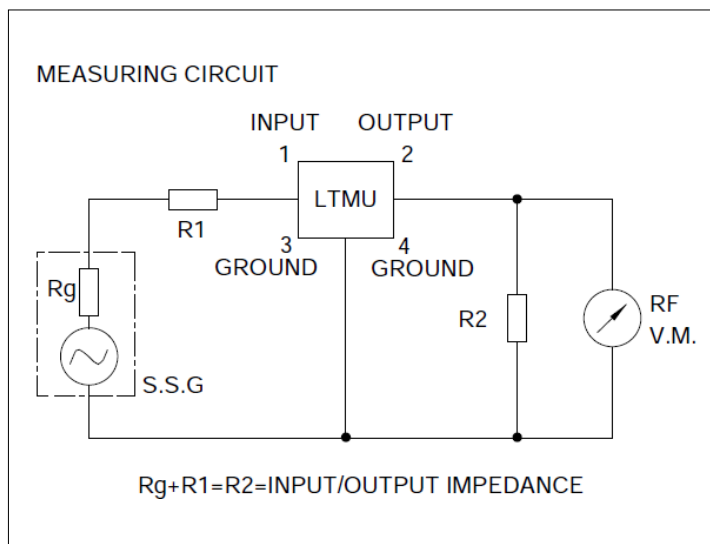 MEASURING CIRCUIT
INPUT OUTPUT
1 2
LTMU
R1
3 4
GROUND GROUND
Rg
R2
RF
V.M.
S.S.G
Rg+R1=R2=INPUT/OUTPUT IMPEDANCE